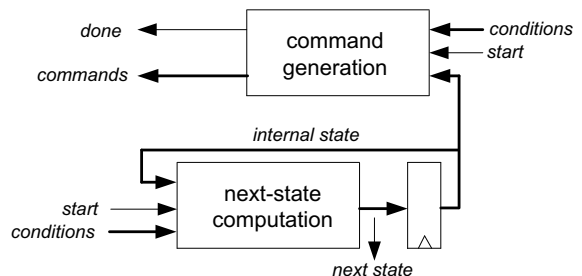 done
command
generation
conditions
start
commands
internal state
start
next-state
computation
conditions
next state